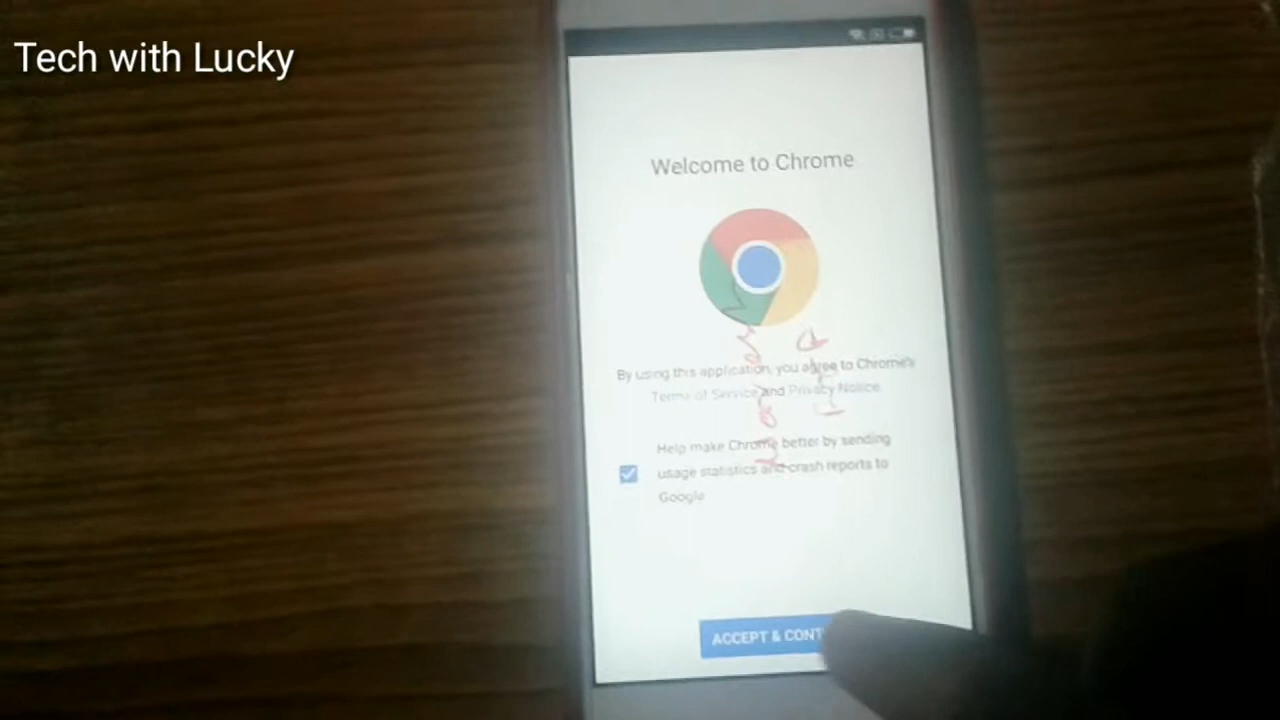 Tech with Lucky
Welcome to Chrome
By using this application, you agree to Chrome's
Terms of Service and Privacy Notice.
Help make Chrome better by sending
usage statistics and crash reports to
Google
ACCEPT & CONT